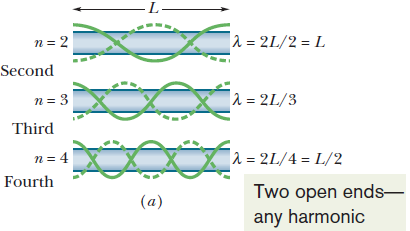 L
n = 2
λ = 2L/2 = L
Second
n = 3
λ = 2L/3
Third
n = 4
λ = 2L/4 = L/2
Fourth
(a)
Two open ends—
any harmonic